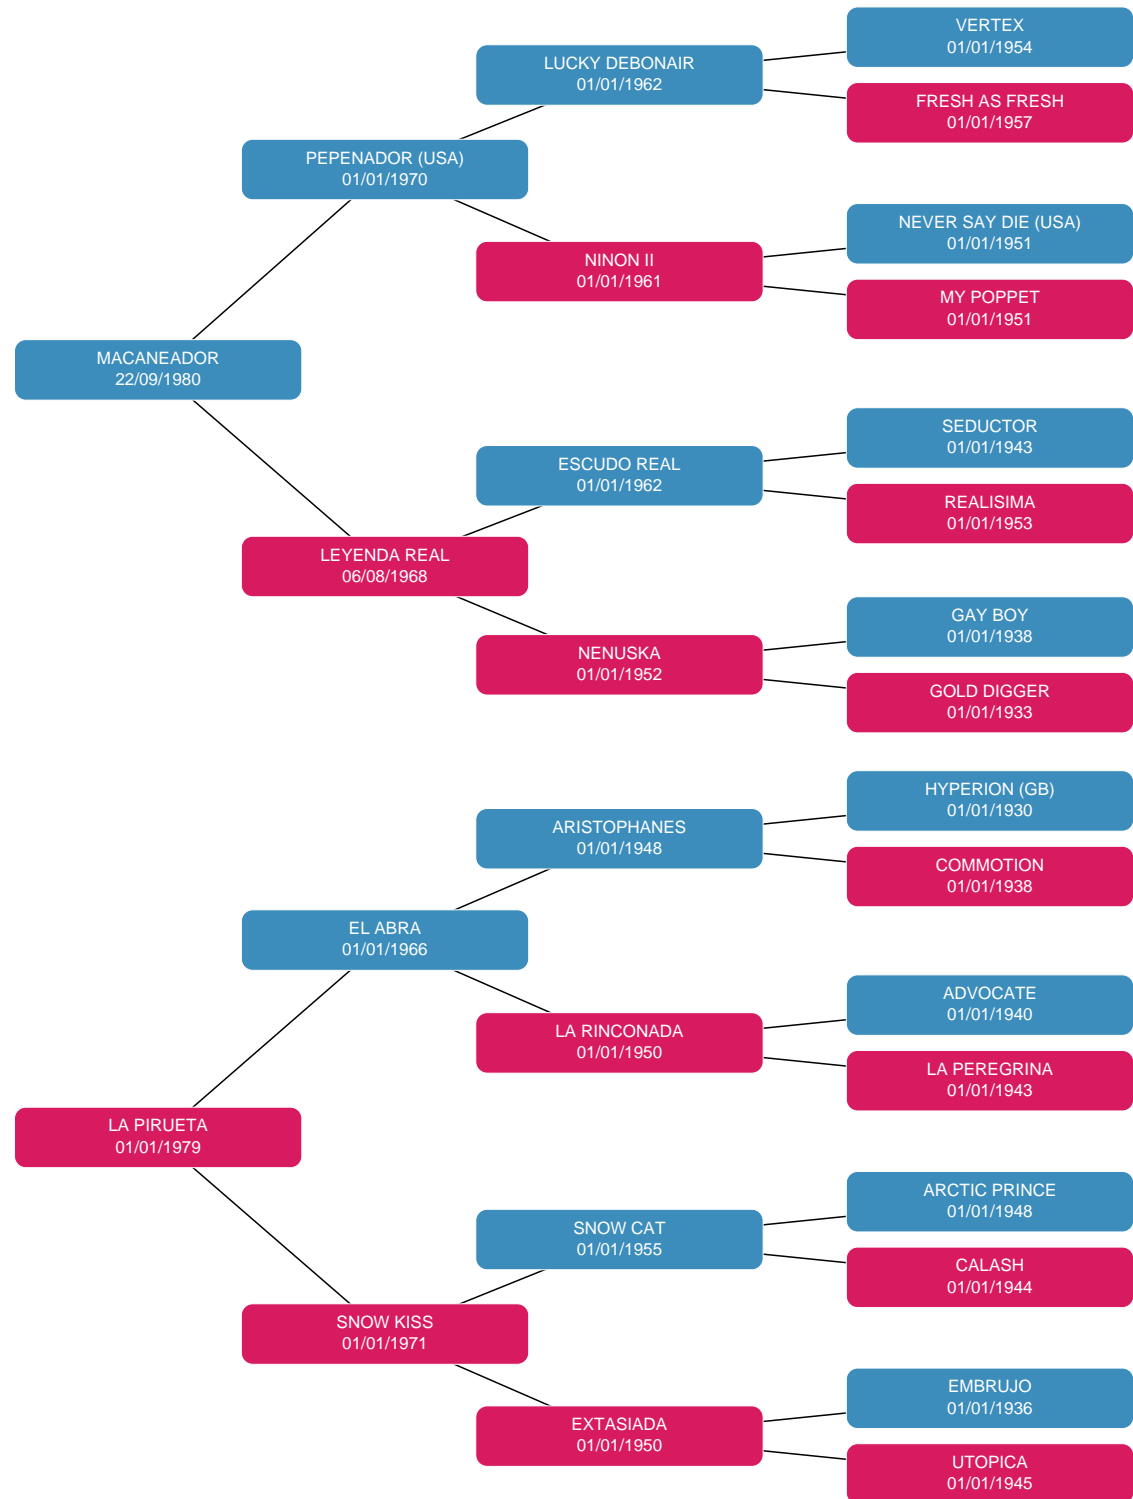 VERTEX
01/01/1954
LUCKY DEBONAIR
01/01/1962
FRESH AS FRESH
01/01/1957
PEPENADOR (USA)
01/01/1970
NEVER SAY DIE (USA)
01/01/1951
NINON II
01/01/1961
MY POPPET
01/01/1951
MACANEADOR
22/09/1980
SEDUCTOR
01/01/1943
ESCUDO REAL
01/01/1962
REALISIMA
01/01/1953
LEYENDA REAL
06/08/1968
GAY BOY
01/01/1938
NENUSKA
01/01/1952
GOLD DIGGER
01/01/1933
HYPERION (GB)
01/01/1930
ARISTOPHANES
01/01/1948
COMMOTION
01/01/1938
EL ABRA
01/01/1966
ADVOCATE
01/01/1940
LA RINCONADA
01/01/1950
LA PEREGRINA
01/01/1943
LA PIRUETA
01/01/1979
ARCTIC PRINCE
01/01/1948
SNOW CAT
01/01/1955
CALASH
01/01/1944
SNOW KISS
01/01/1971
EMBRUJO
01/01/1936
EXTASIADA
01/01/1950
UTOPICA
01/01/1945